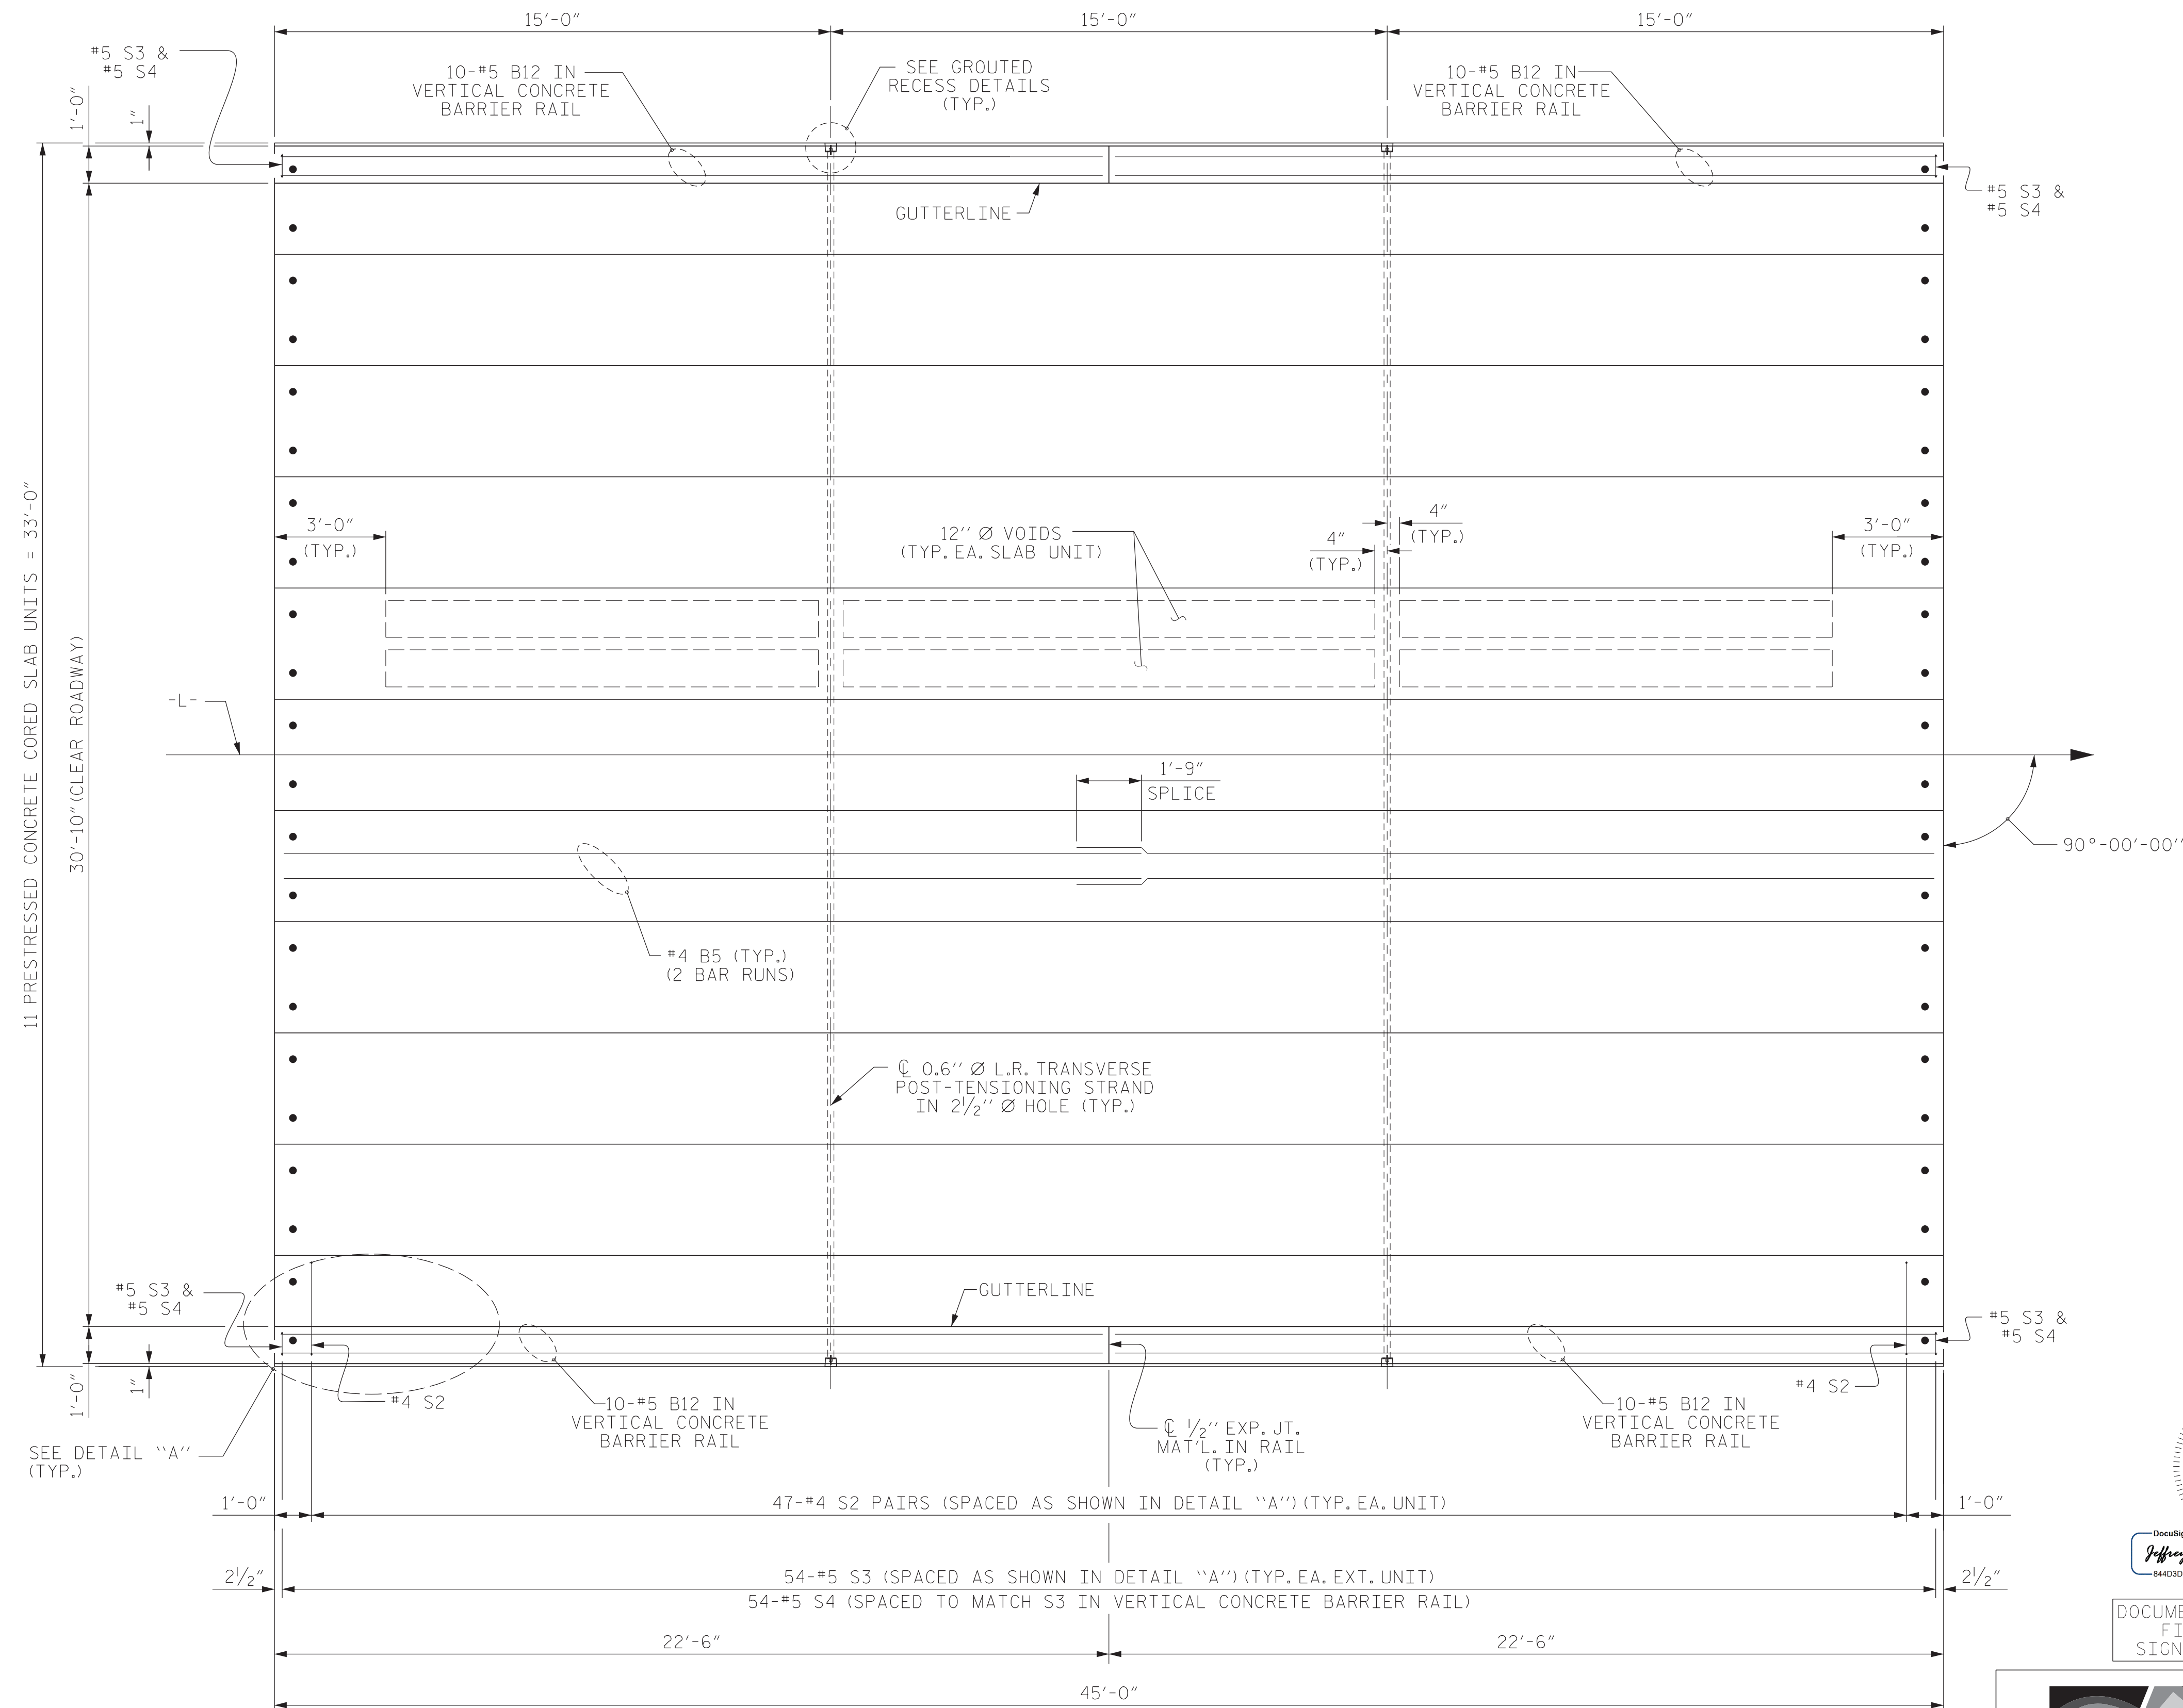 15'-0"
15'-0"
15'-0"
#5 S3 &
#5 S4
10-#5 B12 IN
VERTICAL CONCRETE
BARRIER RAIL
SEE GROUTED
RECESS DETAILS
(TYP.)
10-#5 B12 IN
VERTICAL CONCRETE
BARRIER RAIL
1'-0"
1"
#5 S3 &
#5 S4
GUTTERLINE
11 PRESTRESSED CONCRETE CORED SLAB UNITS = 33'-0"
30'-10" (CLEAR ROADWAY)
3'-0"
(TYP.)
12" Ø VOIDS
(TYP. EA. SLAB UNIT)
4"
(TYP.)
4"
(TYP.)
3'-0"
(TYP.)
-L-
1'-9"
SPLICE
90°-00'-00"
#4 B5 (TYP.)
(2 BAR RUNS)
℄ 0.6" Ø L.R. TRANSVERSE
POST-TENSIONING STRAND
IN 2½" Ø HOLE (TYP.)
#5 S3 &
#5 S4
GUTTERLINE
#5 S3 &
#5 S4
1'-0"
1"
#4 S2
10-#5 B12 IN
VERTICAL CONCRETE
BARRIER RAIL
℄ ½" EXP. JT.
MAT'L. IN RAIL
(TYP.)
10-#5 B12 IN
VERTICAL CONCRETE
BARRIER RAIL
#4 S2
SEE DETAIL "A"
(TYP.)
1'-0"
47-#4 S2 PAIRS (SPACED AS SHOWN IN DETAIL "A") (TYP. EA. UNIT)
1'-0"
2½"
54-#5 S3 (SPACED AS SHOWN IN DETAIL "A") (TYP. EA. EXT. UNIT)
54-#5 S4 (SPACED TO MATCH S3 IN VERTICAL CONCRETE BARRIER RAIL)
2½"
22'-6"
22'-6"
45'-0"
DocuSig
Jeffrey
844D3D
DOCUME
FI
SIGN